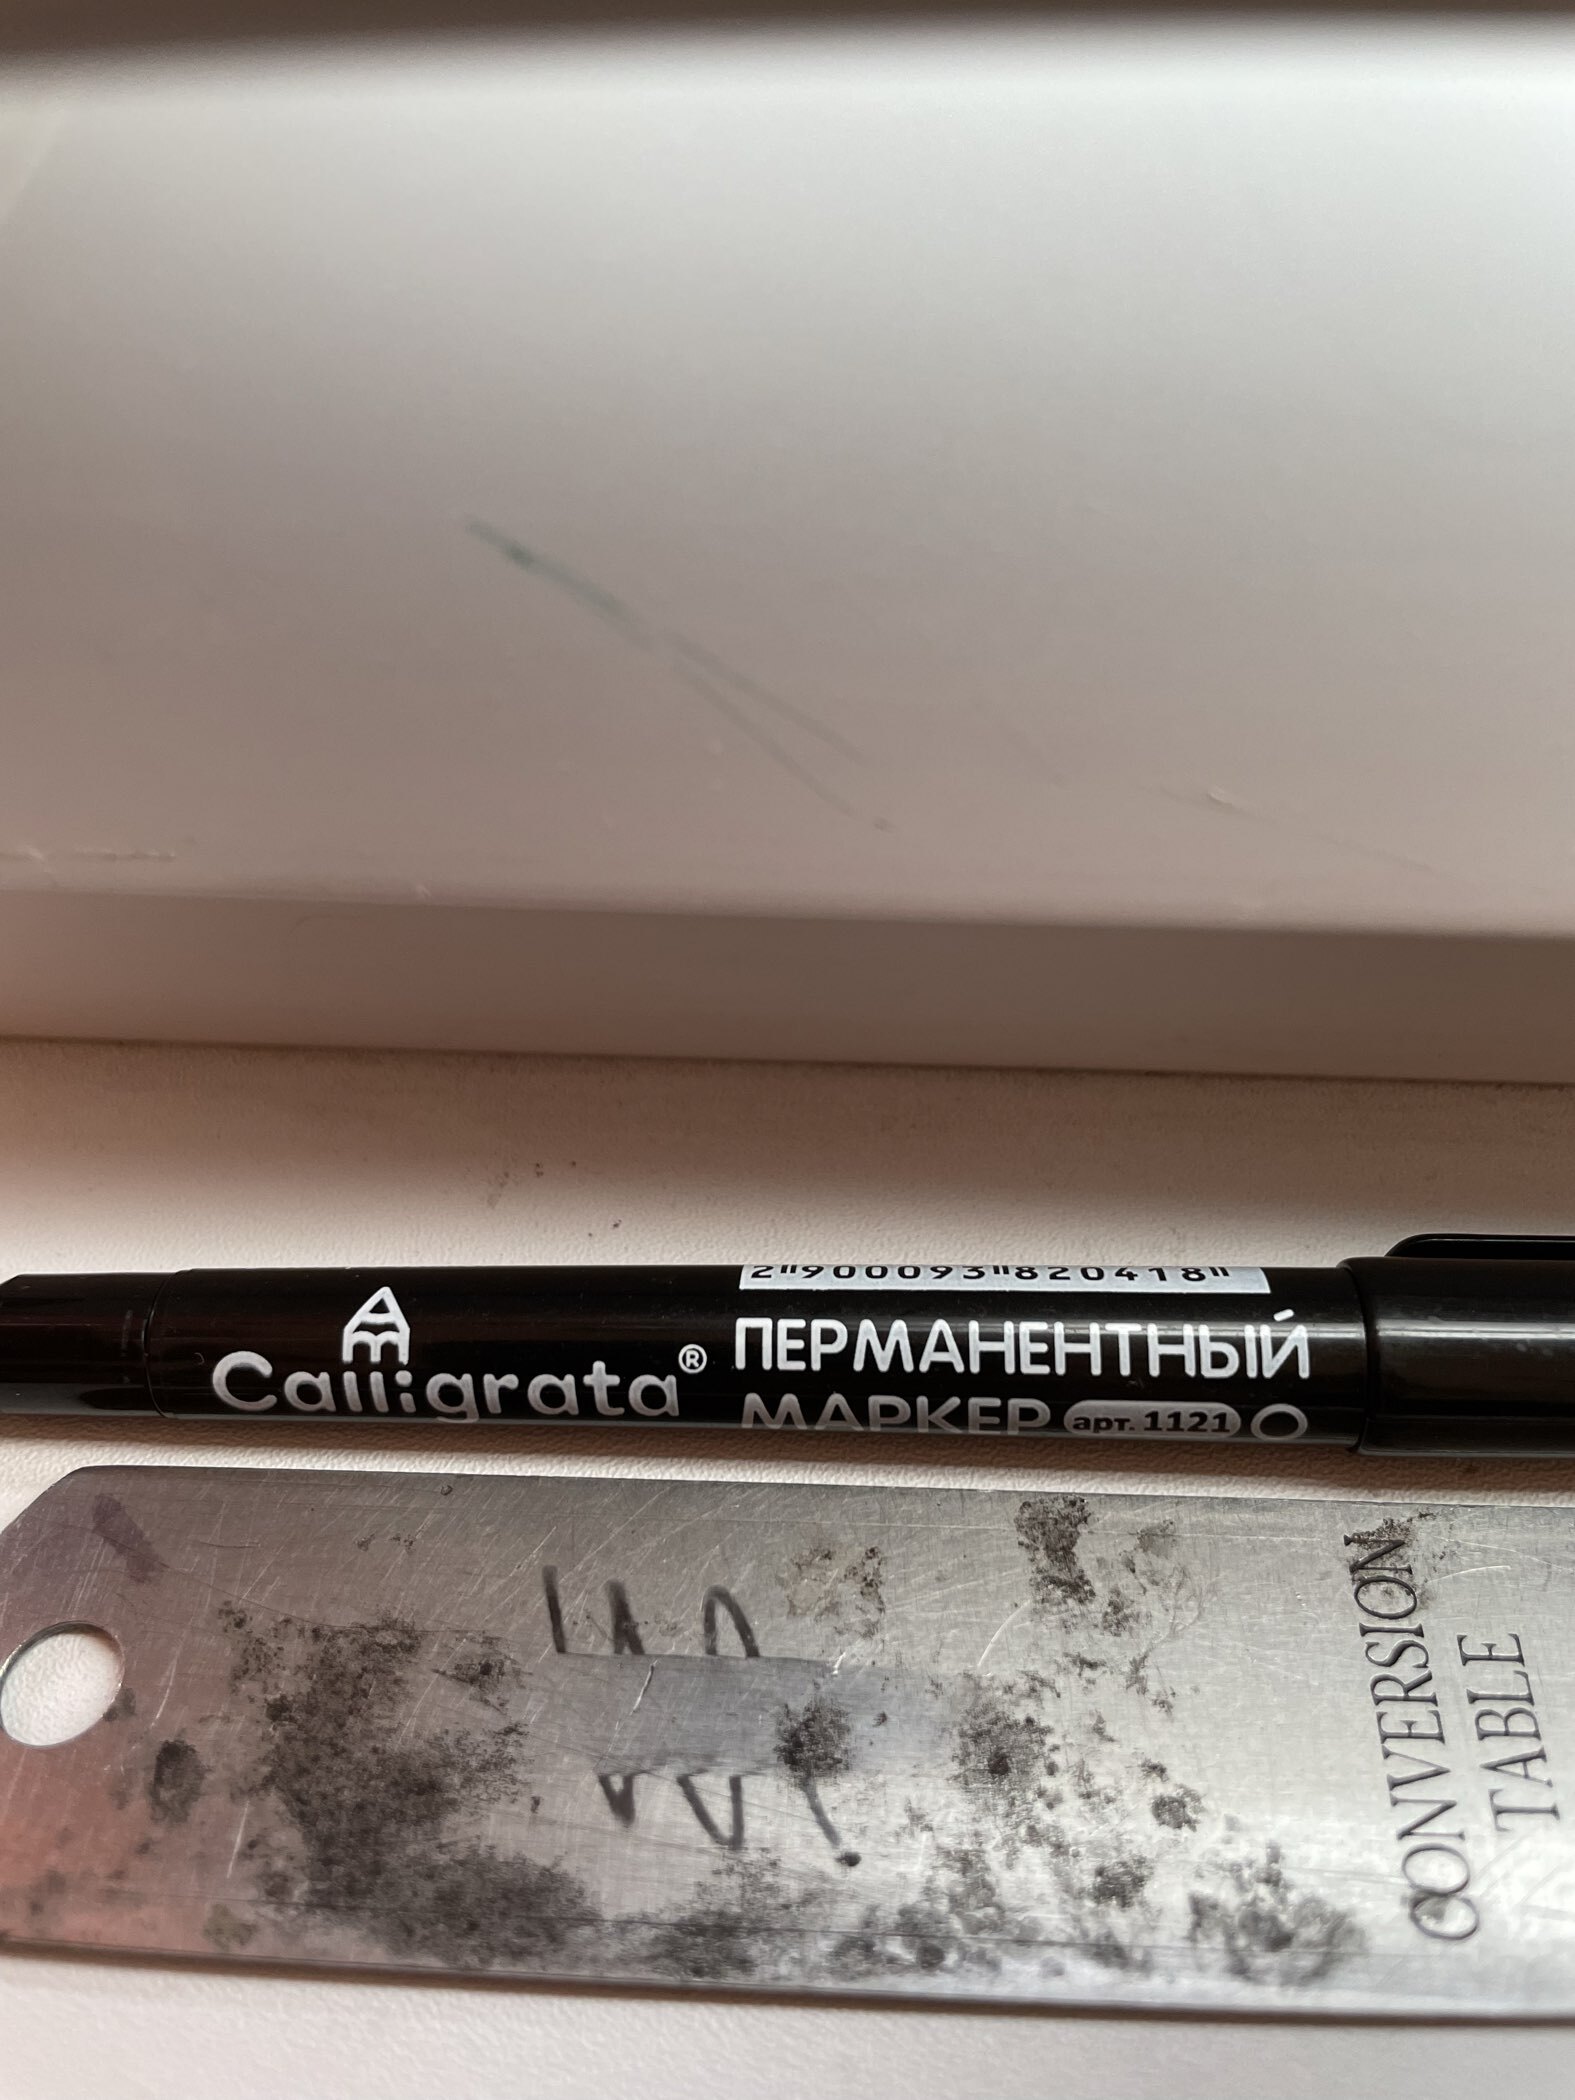 2"900093"820418"
Calligrata®
ПЕРМАНЕНТНЫЙ
МАРКЕР арт.1121
CONVERSION
TABLE